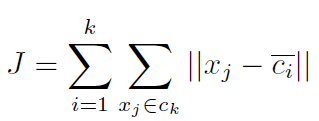 J = \sum_{i=1}^{k} \sum_{x_j \in c_k} ||x_j - \overline{c_i}||